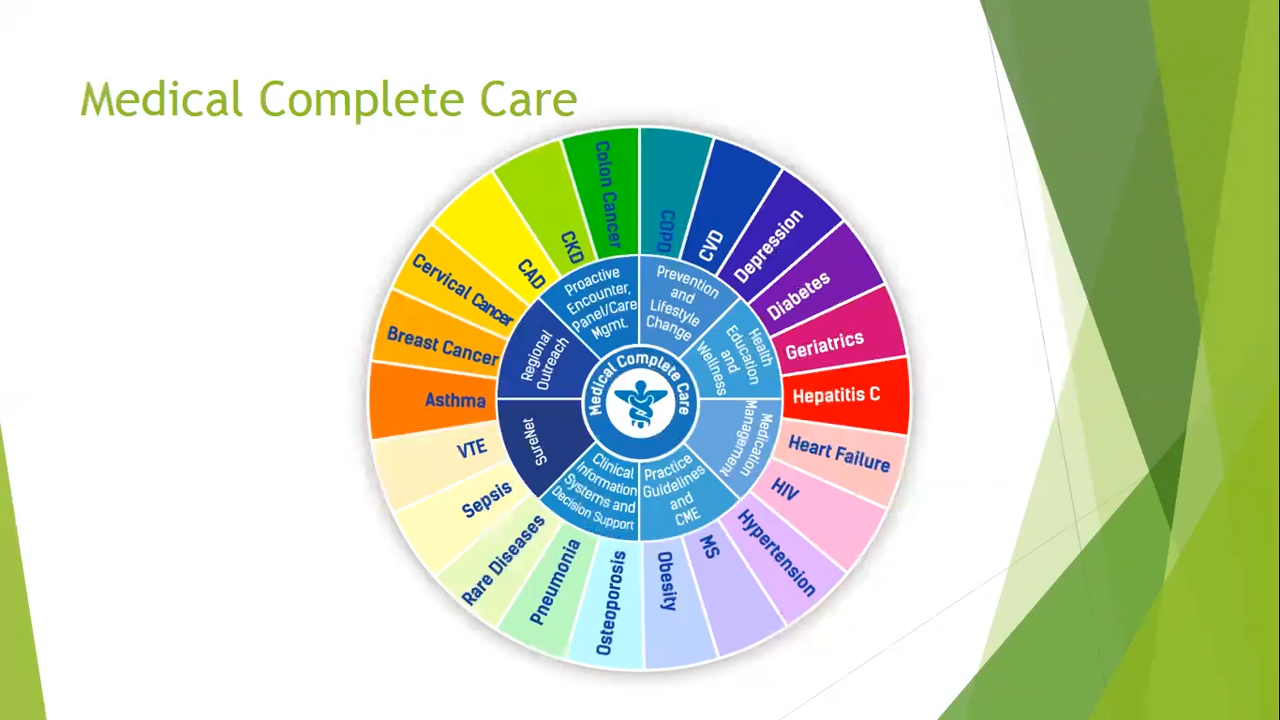 Medical Complete Care
Colon Cancer
COPD
CVD
Depression
Diabetes
Geriatrics
Hepatitis C
Heart Failure
HIV
Hypertension
MS
Obesity
Osteoporosis
Pneumonia
Rare Diseases
Sepsis
VTE
Asthma
Breast Cancer
Cervical Cancer
CAD
CKD
Proactive
Encounter,
Panel/Care
Mgmt.
Prevention
and
Lifestyle
Change
Health
Education
and
Wellness
Medication
Management
Practice
Guidelines
and
CME
Clinical
Information
Systems and
Decision Support
SureNet
Regional
Outreach
Medical Complete Care